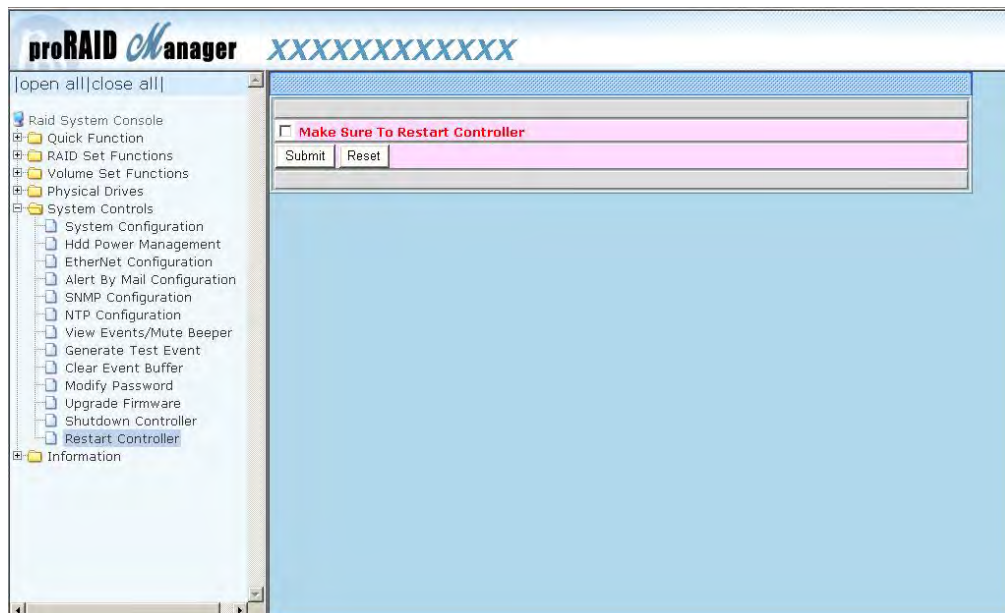 proRAID Manager XXXXXXXXXXXX
|open all|close all|
Raid System Console
Quick Function
RAID Set Functions
Volume Set Functions
Physical Drives
System Controls
System Configuration
Hdd Power Management
EtherNet Configuration
Alert By Mail Configuration
SNMP Configuration
NTP Configuration
View Events/Mute Beeper
Generate Test Event
Clear Event Buffer
Modify Password
Upgrade Firmware
Shutdown Controller
Restart Controller
Information
Make Sure To Restart Controller
Submit Reset